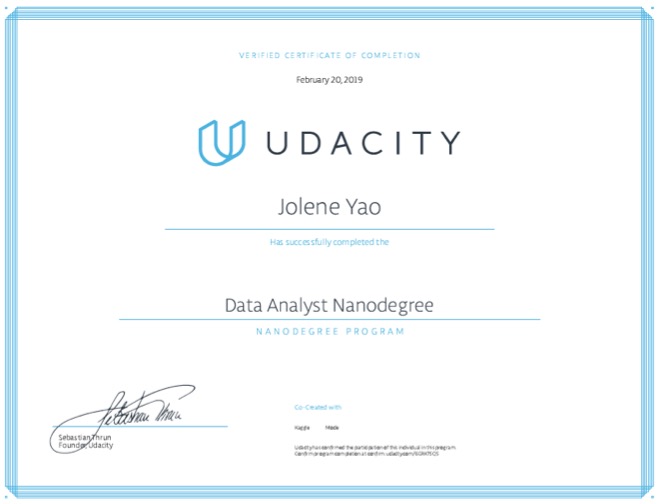 VERIFIED CERTIFICATE OF COMPLETION
February 20, 2019
UDACITY
Jolene Yao
Has successfully completed the
Data Analyst Nanodegree
NANODEGREE PROGRAM
Sebastian Thrun
Sebastian Thrun
Founder, Udacity
Co-Created with
Kaggle
Udacity has confirmed the participation of this individual in this program
Confirm program completion at confirm.udacity.com/